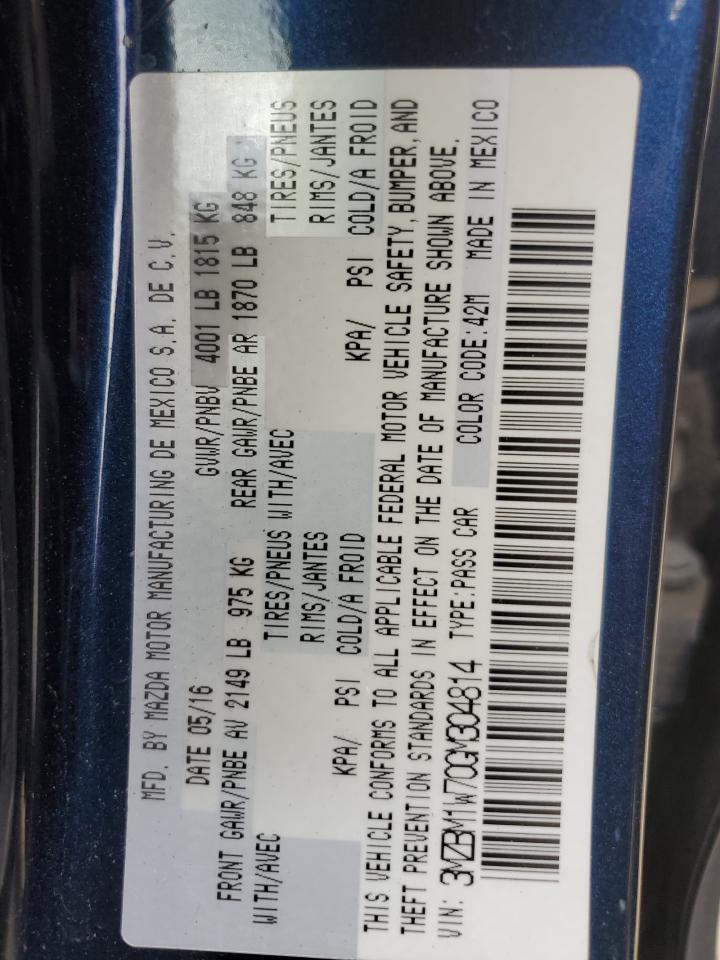 MFD. BY MAZDA MOTOR MANUFACTURING DE MEXICO S.A. DE C.V.
DATE 05/16 GVWR/PNBV 4001 LB 1815 KG
FRONT GAWR/PNBE AV 2149 LB 975 KG REAR GAWR/PNBE AR 1870 LB 848 KG
WITH/AVEC TIRES/PNEUS WITH/AVEC TIRES/PNEUS
RIMS/JANTES RIMS/JANTES
KPA/ PSI COLD/A FROID KPA/ PSI COLD/A FROID
THIS VEHICLE CONFORMS TO ALL APPLICABLE FEDERAL MOTOR VEHICLE SAFETY, BUMPER, AND
THEFT PREVENTION STANDARDS IN EFFECT ON THE DATE OF MANUFACTURE SHOWN ABOVE.
VIN: 3MZBM1W70GM304814 TYPE:PASS CAR COLOR CODE:42M MADE IN MEXICO